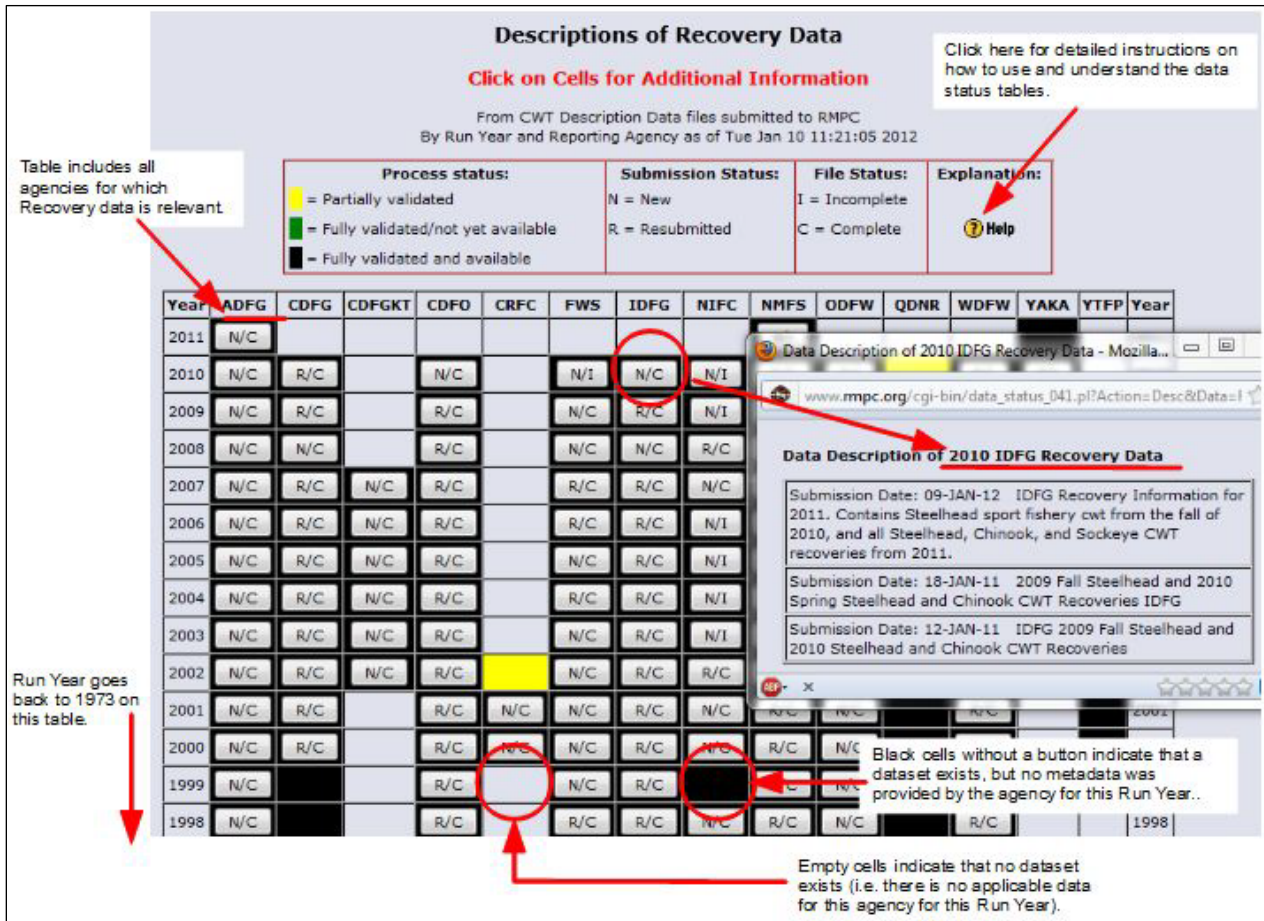 Descriptions of Recovery Data
Click on Cells for Additional Information
From CWT Description Data files submitted to RMPC
By Run Year and Reporting Agency as of Tue Jan 10 11:21:05 2012
Click here for detailed instructions on
how to use and understand the data
status tables.
Table includes all
agencies for which
Recovery data is relevant.
Process status:
= Partially validated
= Fully validated/not yet available
= Fully validated and available
Submission Status:
N = New
R = Resubmitted
File Status:
I = Incomplete
C = Complete
Explanation:
? Help
Year ADFG CDFG CDFGKT CDFO CRFC FWS IDFG NIFC NMFS ODFW QDNR WDFW YAKA YTFP Year
2011 N/C
2010 N/C R/C N/C N/I N/C N/I
2009 N/C R/C R/C N/C R/C N/I
2008 N/C N/C R/C N/C N/C R/C
2007 N/C R/C N/C R/C R/C R/C N/C
2006 N/C R/C N/C R/C R/C R/C N/I
2005 N/C R/C N/C R/C N/C R/C N/I
2004 N/C R/C N/C R/C R/C R/C N/I
2003 N/C R/C N/C R/C N/C R/C N/I
2002 N/C R/C N/C R/C N/C R/C R/C
2001 N/C R/C R/C N/C N/C R/C N/C R/C N/C R/C 2001
2000 N/C R/C R/C N/C N/C R/C N/C R/C N/C
1999 N/C R/C N/C R/C
1998 N/C R/C R/C R/C N/C R/C N/C R/C 1998
Data Description of 2010 IDFG Recovery Data - Mozilla...
www.rmpc.org/cgi-bin/data_status_041.pl?Action=Desc&Data=
Data Description of 2010 IDFG Recovery Data
Submission Date: 09-JAN-12 IDFG Recovery Information for
2011. Contains Steelhead sport fishery cwt from the fall of
2010, and all Steelhead, Chinook, and Sockeye CWT
recoveries from 2011.
Submission Date: 18-JAN-11 2009 Fall Steelhead and 2010
Spring Steelhead and Chinook CWT Recoveries IDFG
Submission Date: 12-JAN-11 IDFG 2009 Fall Steelhead and
2010 Steelhead and Chinook CWT Recoveries
ABP
Run Year goes
back to 1973 on
this table.
Black cells without a button indicate that a
dataset exists, but no metadata was
provided by the agency for this Run Year..
Empty cells indicate that no dataset
exists (i.e. there is no applicable data
for this agency for this Run Year).